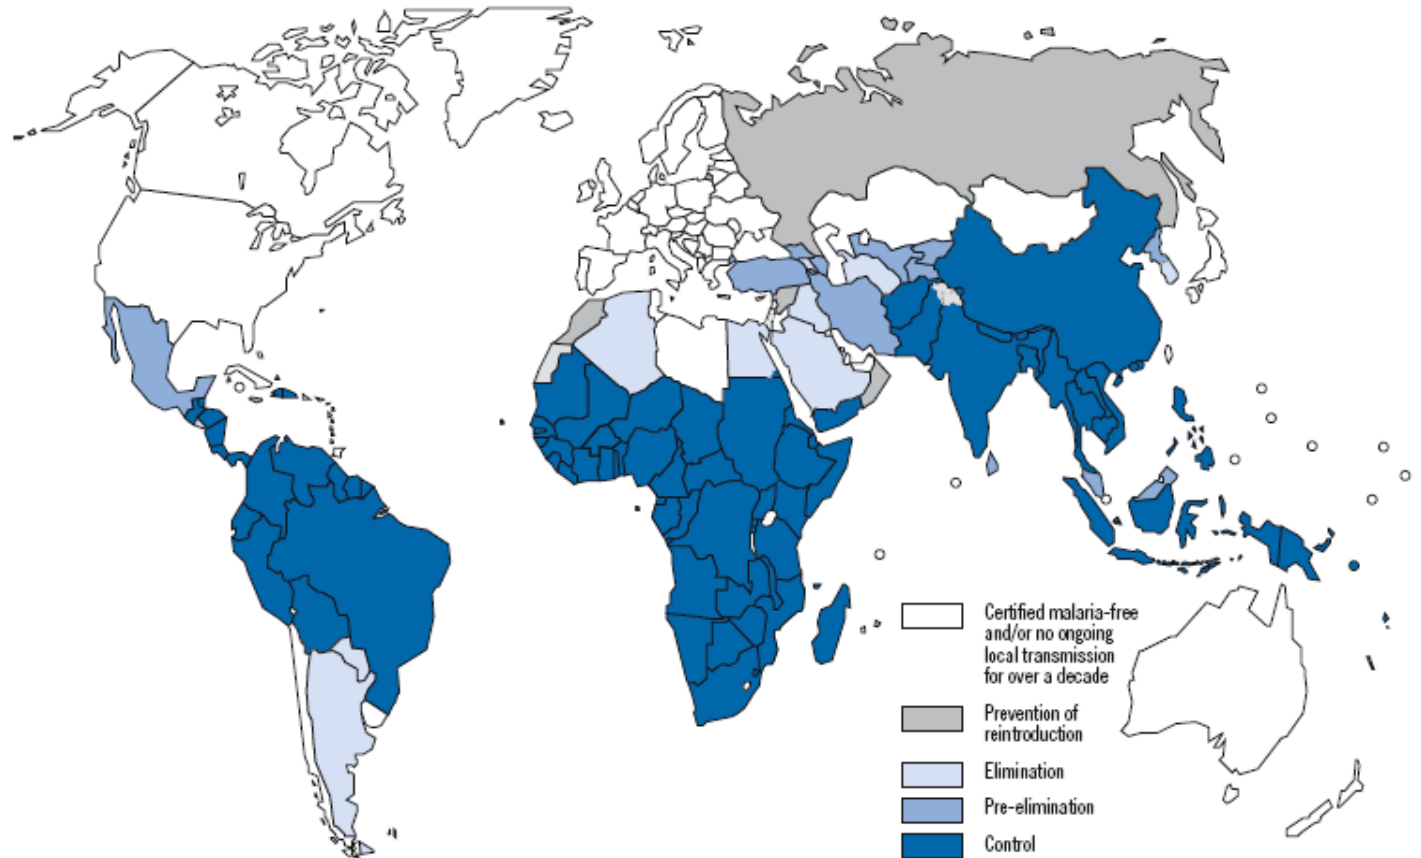 Certified malaria-free
and/or no ongoing
local transmission
for over a decade
Prevention of
reintroduction
Elimination
Pre-elimination
Control